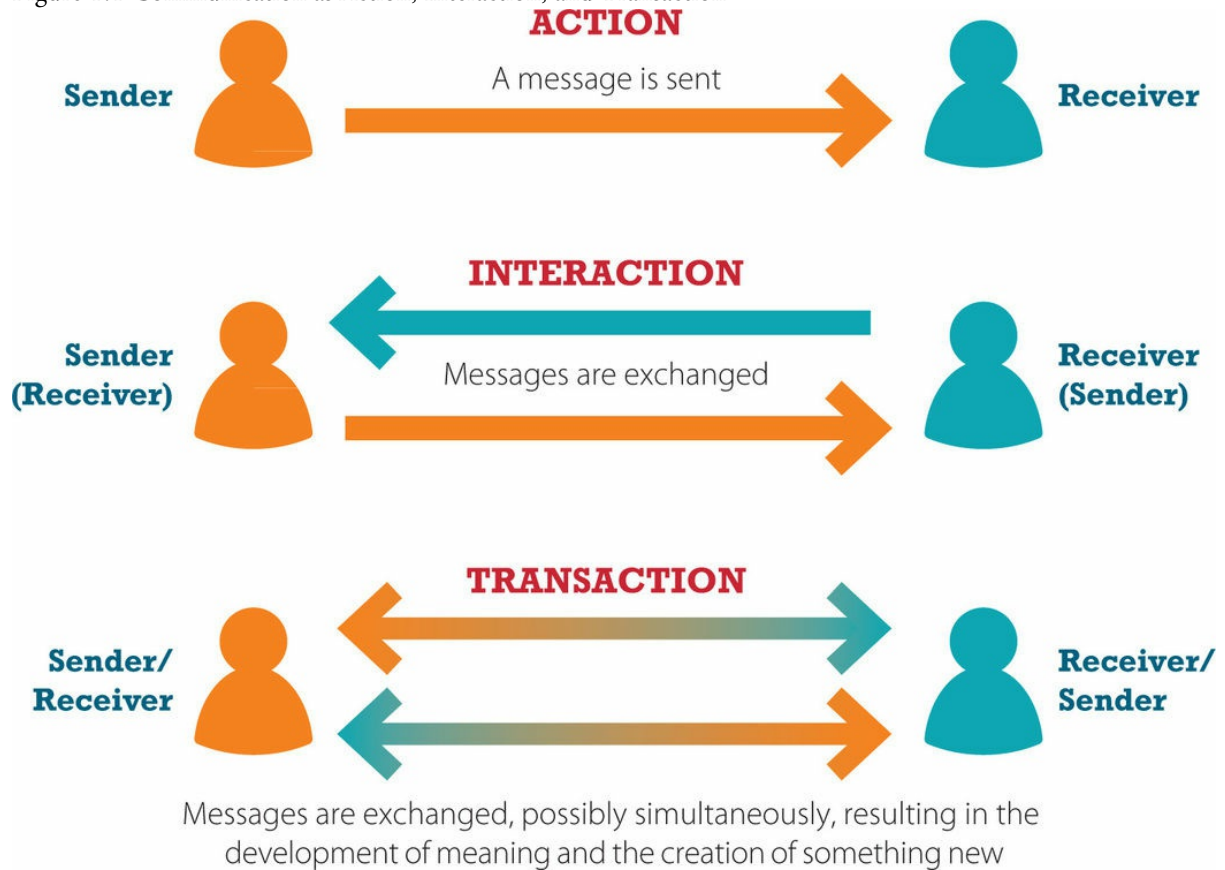 ACTION
A message is sent
Sender
Receiver
INTERACTION
Sender
(Receiver)
Messages are exchanged
Receiver
(Sender)
TRANSACTION
Sender/
Receiver
Receiver/
Sender
Messages are exchanged, possibly simultaneously, resulting in the
development of meaning and the creation of something new